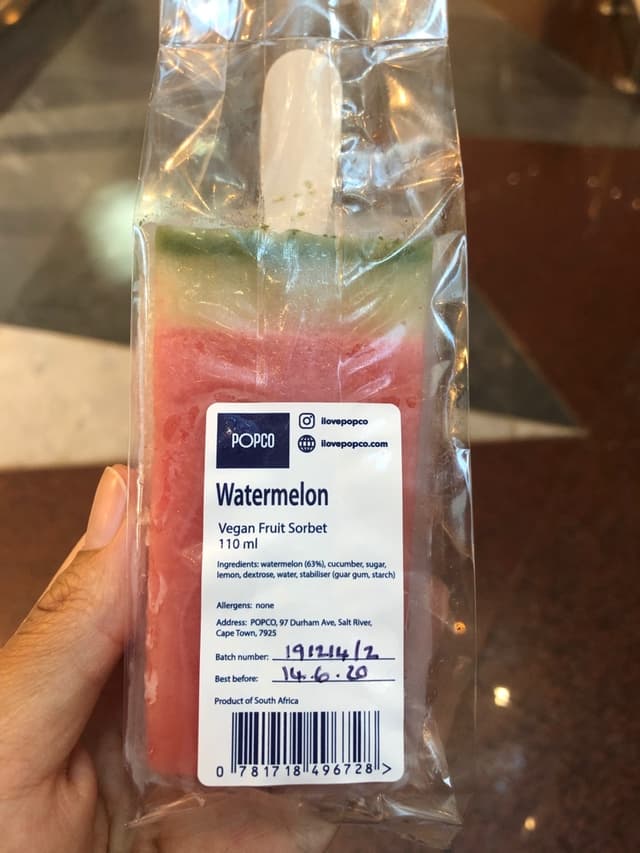 POPCO
ilovepopco
ilovepopco.com
Watermelon
Vegan Fruit Sorbet
110 ml
Ingredients: watermelon (63%), cucumber, sugar,
lemon, dextrose, water, stabiliser (guar gum, starch)
Allergens: none
Address: POPCO, 97 Durham Ave, Salt River,
Cape Town, 7925
Batch number: 191214/2
Best before: 14.6.20
Product of South Africa
0 781718 496728 >